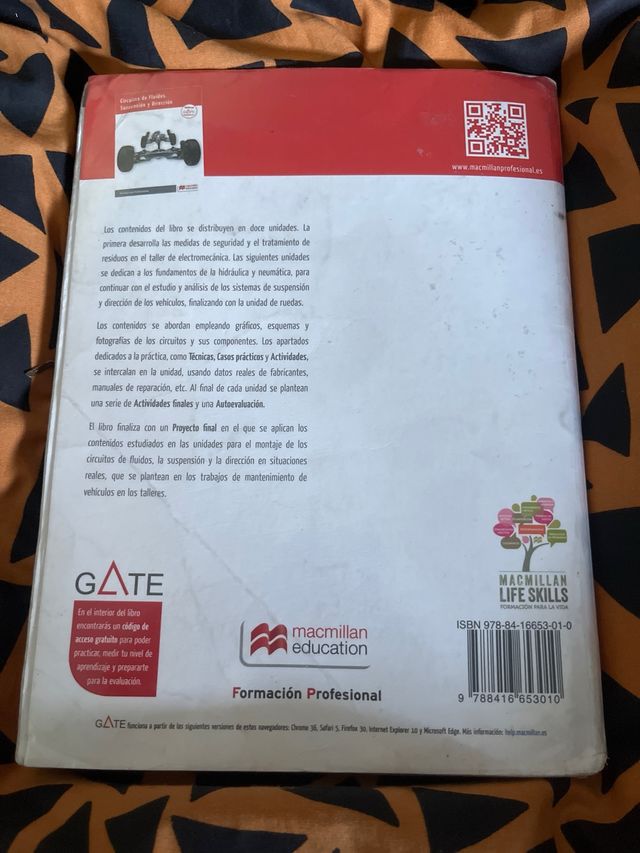 Circuitos de Fluidos.
Suspensión y Dirección
www.macmillanprofesional.es
Los contenidos del libro se distribuyen en doce unidades. La
primera desarrolla las medidas de seguridad y el tratamiento de
residuos en el taller de electromecánica. Las siguientes unidades
se dedican a los fundamentos de la hidráulica y neumática, para
continuar con el estudio y análisis de los sistemas de suspensión
y dirección de los vehículos, finalizando con la unidad de ruedas.
Los contenidos se abordan empleando gráficos, esquemas y
fotografías de los circuitos y sus componentes. Los apartados
dedicados a la práctica, como Técnicas, Casos prácticos y Actividades,
se intercalan en la unidad, usando datos reales de fabricantes,
manuales de reparación, etc. Al final de cada unidad se plantean
una serie de Actividades finales y una Autoevaluación.
El libro finaliza con un Proyecto final en el que se aplican los
contenidos estudiados en las unidades para el montaje de los
circuitos de fluidos, la suspensión y la dirección en situaciones
reales, que se plantean en los trabajos de mantenimiento de
vehículos en los talleres.
MACMILLAN
LIFE SKILLS
FORMACIÓN PARA LA VIDA
GATE
En el interior del libro
encontrarás un código de
acceso gratuito para poder
practicar, medir tu nivel de
aprendizaje y prepararte
para la evaluación.
macmillan
education
Formación Profesional
ISBN 978-84-16653-01-0
9 788416 653010
GATE funciona a partir de las siguientes versiones de estos navegadores: Chrome 36, Safari 5, Firefox 30, Internet Explorer 10 y Microsoft Edge. Más información: help.macmillan.es